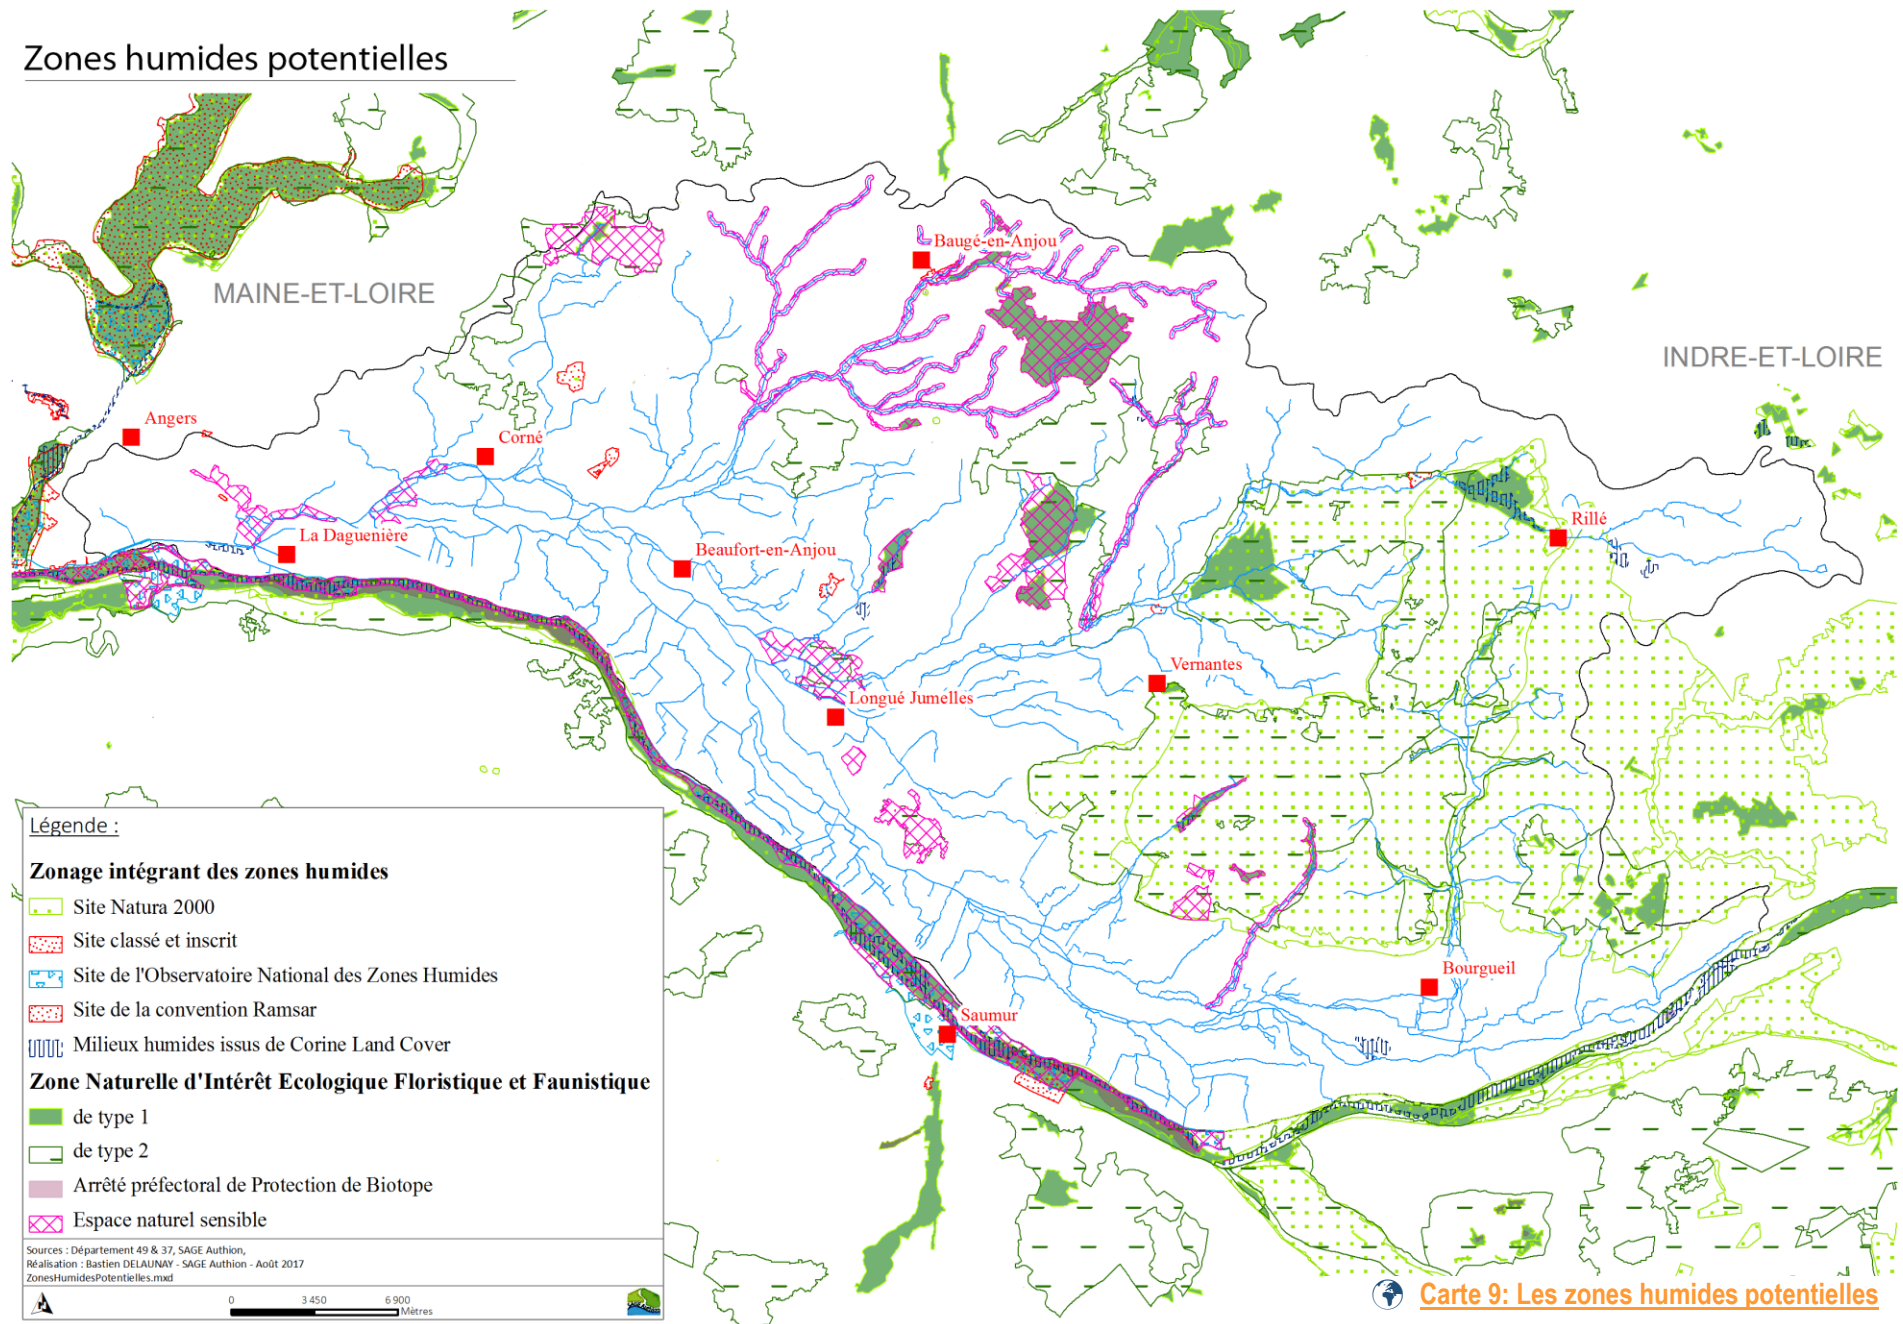 Zones humides potentielles
MAINE-ET-LOIRE
INDRE-ET-LOIRE
Baugé-en-Anjou
Angers
Corné
La Daguenière
Beaufort-en-Anjou
Rillé
Vernantes
Longué Jumelles
Bourgueil
Saumur
Légende :
Zonage intégrant des zones humides
Site Natura 2000
Site classé et inscrit
Site de l'Observatoire National des Zones Humides
Site de la convention Ramsar
Milieux humides issus de Corine Land Cover
Zone Naturelle d'Intérêt Ecologique Floristique et Faunistique
de type 1
de type 2
Arrêté préfectoral de Protection de Biotope
Espace naturel sensible
Sources : Département 49 & 37, SAGE Authion,
Réalisation : Bastien DELAUNAY - SAGE Authion - Août 2017
ZonesHumidesPotentielles.mxd
0 3 450 6 900
Mètres
Carte 9: Les zones humides potentielles